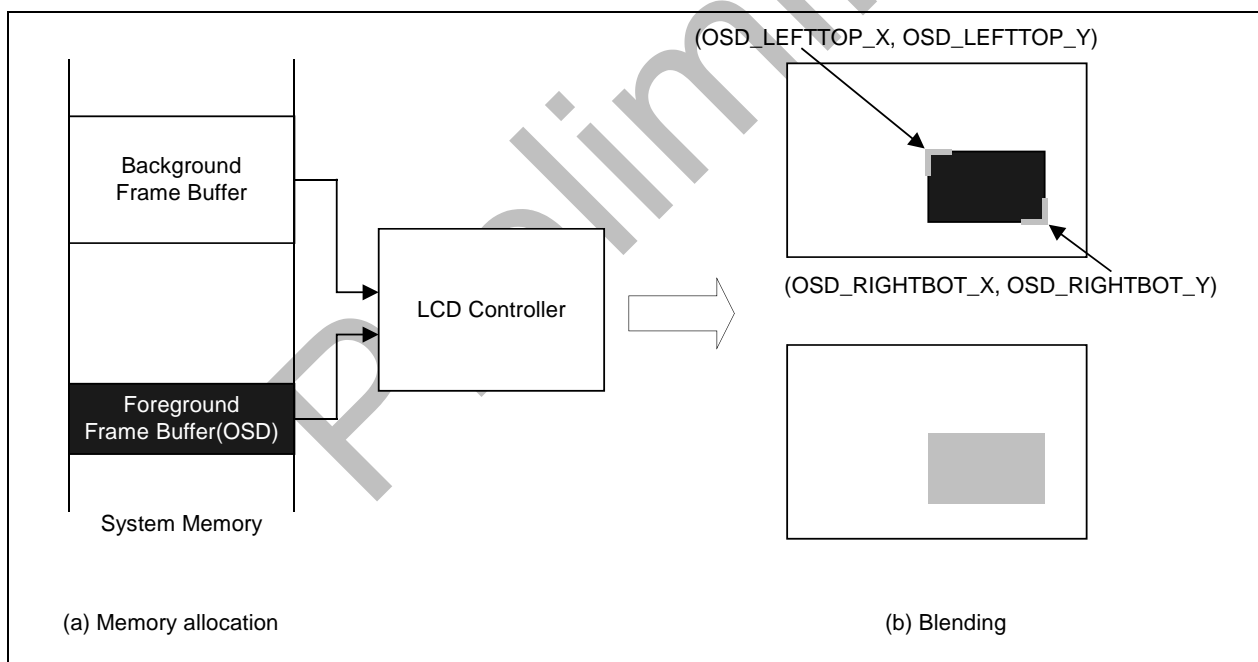 (OSD_LEFTTOP_X, OSD_LEFTTOP_Y)
Background
Frame Buffer
LCD Controller
(OSD_RIGHTBOT_X, OSD_RIGHTBOT_Y)
Foreground
Frame Buffer(OSD)
System Memory
(a) Memory allocation
(b) Blending